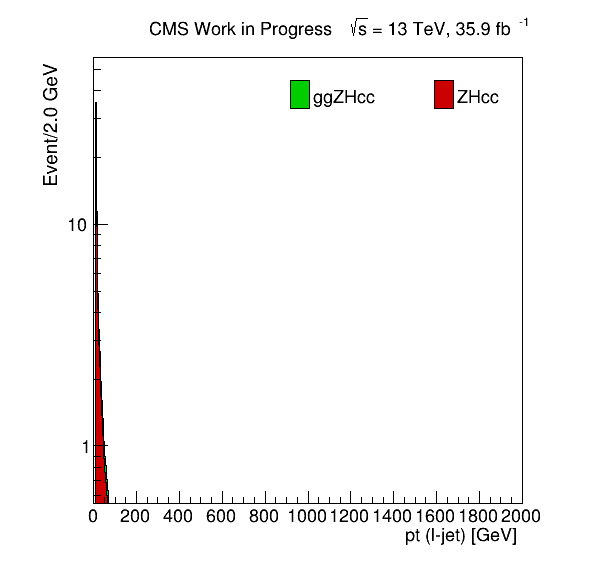 CMS Work in Progress √s = 13 TeV, 35.9 fb -1
Event/2.0 GeV
ggZHcc ZHcc
10
1
0 200 400 600 800 1000 1200 1400 1600 1800 2000
pt (l-jet) [GeV]